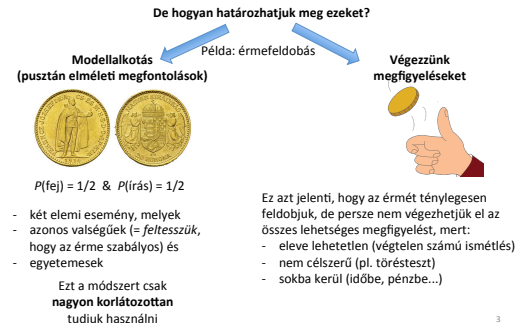 De hogyan határozhatjuk meg ezeket?
Példa: érmefeldobás
Modellalkotás
(pusztán elméleti megfontolások)
P(fej) = 1/2 & P(írás) = 1/2
- két elemi esemény, melyek
- azonos valségűek (= feltesszük,
hogy az érme szabályos) és
- egyetemesek
Ezt a módszert csak
nagyon korlátozottan
tudjuk használni
Végezzünk
megfigyeléseket
Ez azt jelenti, hogy az érmét ténylegesen
feldobjuk, de persze nem végezhetjük el az
összes lehetséges megfigyelést, mert:
- eleve lehetetlen (végtelen számú ismétlés)
- nem célszerű (pl. törésteszt)
- sokba kerül (időbe, pénzbe...)
3